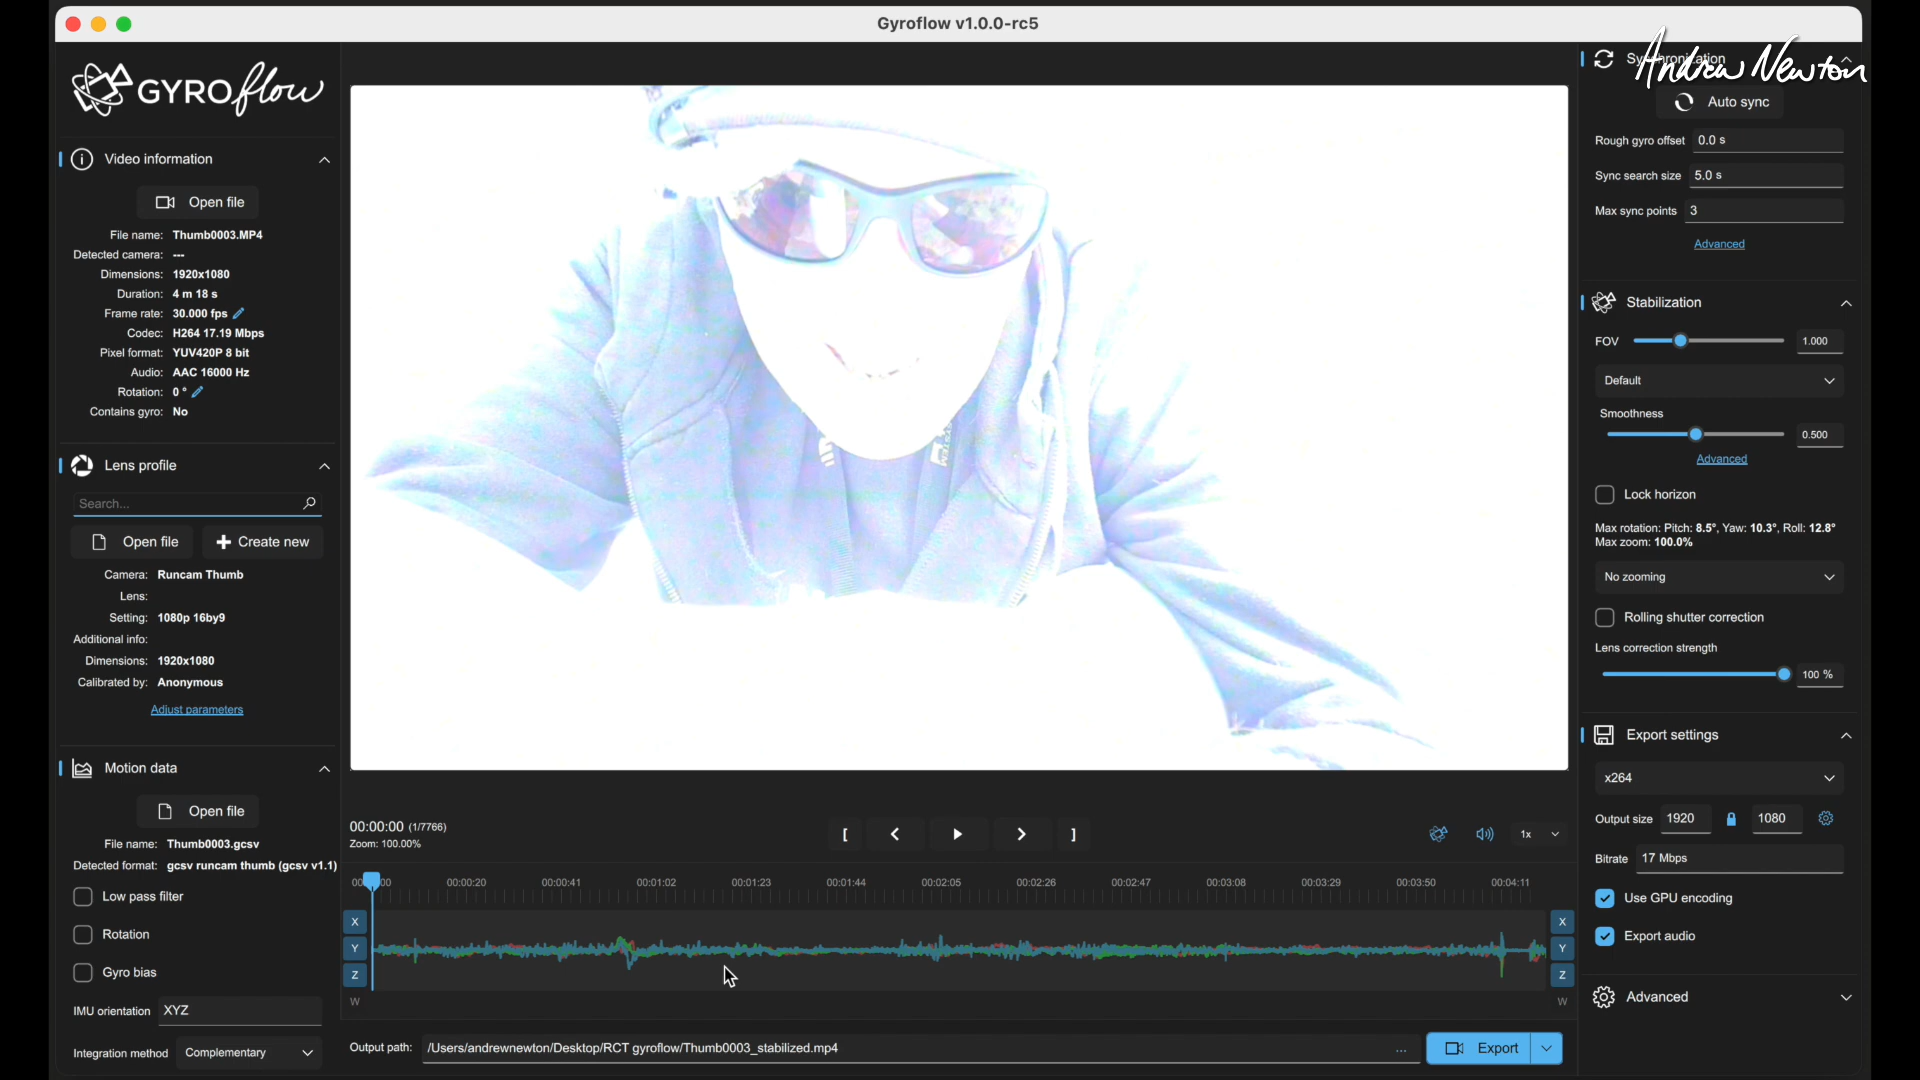 Gyroflow v1.0.0-rc5
GYROflow
Video information
Open file
File name: Thumb0003.MP4
Detected camera: ---
Dimensions: 1920x1080
Duration: 4 m 18 s
Frame rate: 30.000 fps
Codec: H264 17.19 Mbps
Pixel format: YUV420P 8 bit
Audio: AAC 16000 Hz
Rotation: 0 °
Contains gyro: No
Lens profile
Search...
Open file
Create new
Camera: Runcam Thumb
Lens:
Setting: 1080p 16by9
Additional info:
Dimensions: 1920x1080
Calibrated by: Anonymous
Adjust parameters
Motion data
Open file
File name: Thumb0003.gcsv
Detected format: gcsv runcam thumb (gcsv v1.1)
Low pass filter
Rotation
Gyro bias
IMU orientation XYZ
Integration method Complementary
00:00:00 (1/7766)
Zoom: 100.00%
[
]
1x
00:00:20 00:00:41 00:01:02 00:01:23 00:01:44 00:02:05 00:02:26 00:02:47 00:03:08 00:03:29 00:03:50 00:04:11
X X
Y Y
Z Z
W W
Output path: /Users/andrewnewton/Desktop/RCT gyroflow/Thumb0003_stabilized.mp4 ...
Export
Synchronization
Andrew Newton
Auto sync
Rough gyro offset 0.0 s
Sync search size 5.0 s
Max sync points 3
Advanced
Stabilization
FOV 1.000
Default
Smoothness
0.500
Advanced
Lock horizon
Max rotation: Pitch: 8.5°, Yaw: 10.3°, Roll: 12.8°
Max zoom: 100.0%
No zooming
Rolling shutter correction
Lens correction strength
100 %
Export settings
x264
Output size 1920 1080
Bitrate 17 Mbps
Use GPU encoding
Export audio
Advanced